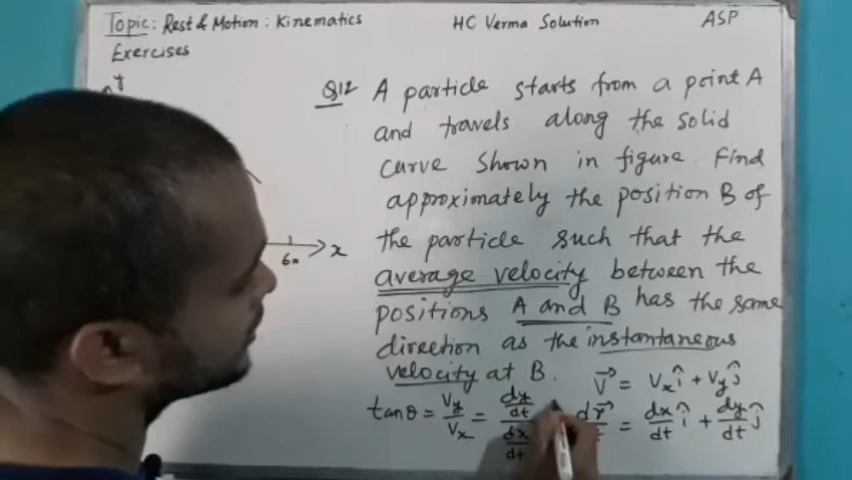 Topic: Rest & Motion: Kinematics HC Verma Solution ASP
Exercises
Y
Q12 A particle starts from a point A
and travels along the solid
curve shown in figure. Find
approximately the position B of
the particle such that the
x
6m
average velocity between the
positions A and B has the same
direction as the instantaneous
velocity at B.
V⃗ = Vxî + Vyĵ
tanθ = Vy/Vx = (dy/dt)/(dx/dt)
dr⃗ = dx/dt î + dy/dt ĵ